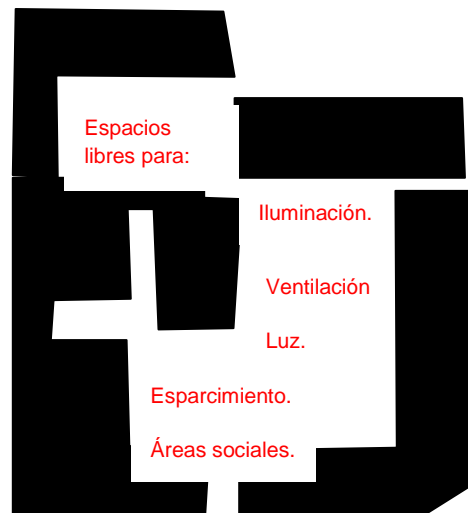 Espacios
libres para:
Iluminación.
Ventilación
Luz.
Esparcimiento.
Áreas sociales.